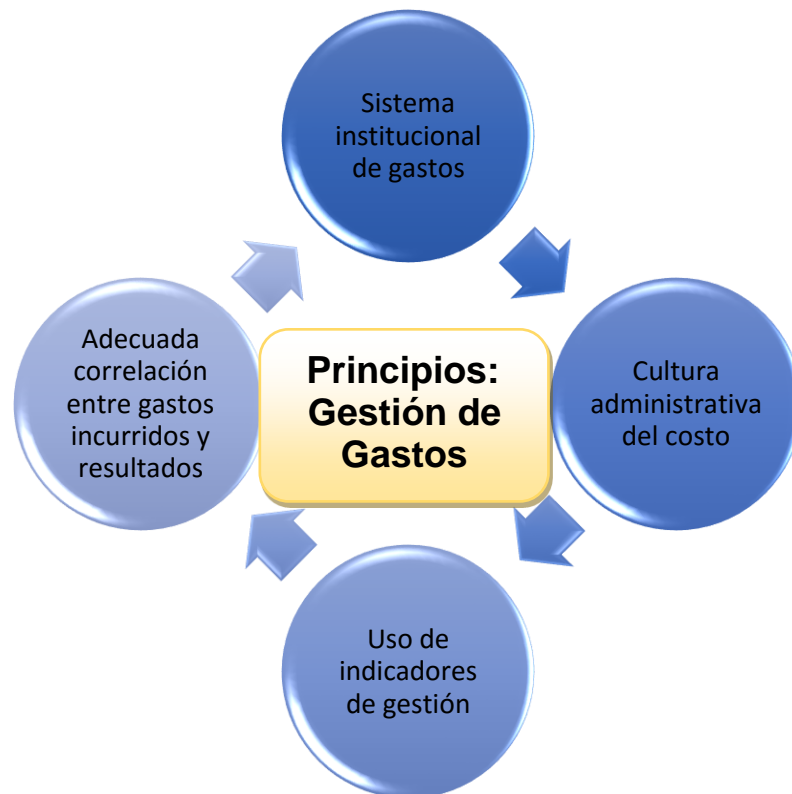 Sistema
institucional
de gastos
Cultura
administrativa
del costo
Uso de
indicadores
de gestión
Adecuada
correlación
entre gastos
incurridos y
resultados
Principios:
Gestión de
Gastos